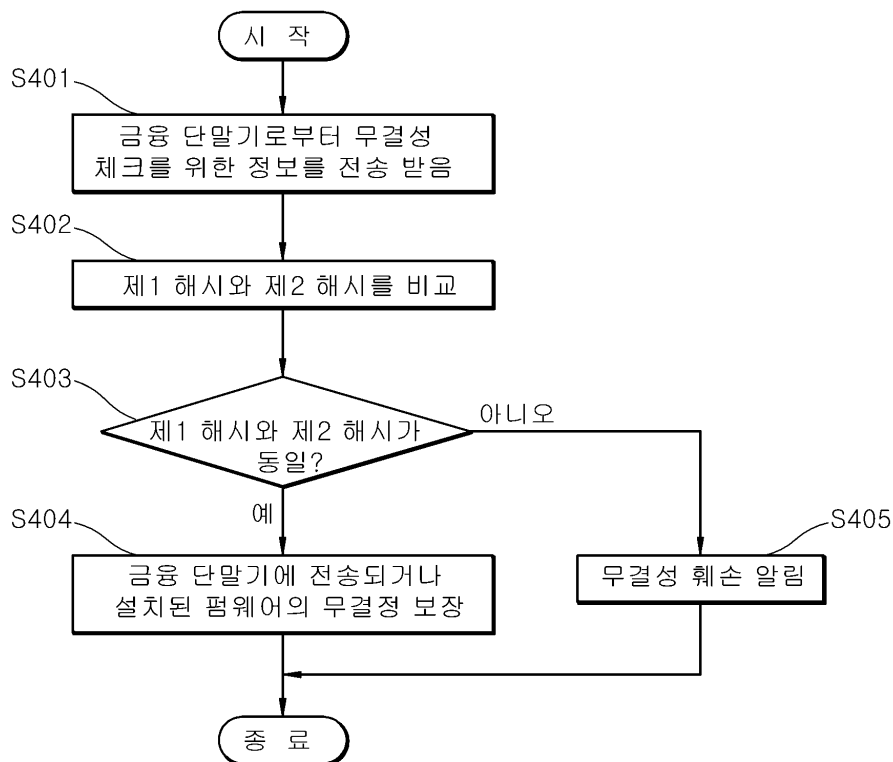 시 작
S401
금융 단말기로부터 무결성
체크를 위한 정보를 전송 받음
S402
제1 해시와 제2 해시를 비교
S403
제1 해시와 제2 해시가
동일?
아니오
예
S404
금융 단말기에 전송되거나
설치된 펌웨어의 무결정 보장
S405
무결성 훼손 알림
종 료